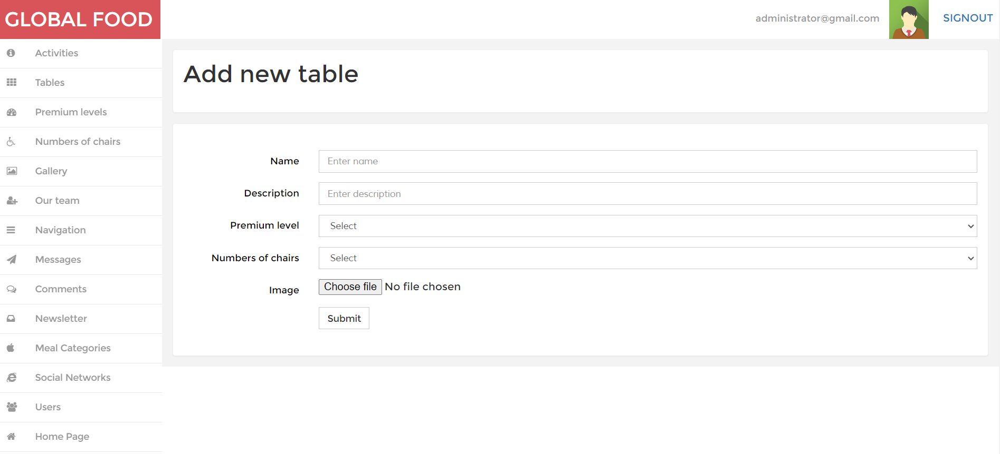 GLOBAL FOOD
administrator@gmail.com
SIGNOUT
Activities
Tables
Premium levels
Numbers of chairs
Gallery
Our team
Navigation
Messages
Comments
Newsletter
Meal Categories
Social Networks
Users
Home Page
Add new table
Name
Enter name
Description
Enter description
Premium level
Select
Numbers of chairs
Select
Image
Choose file No file chosen
Submit